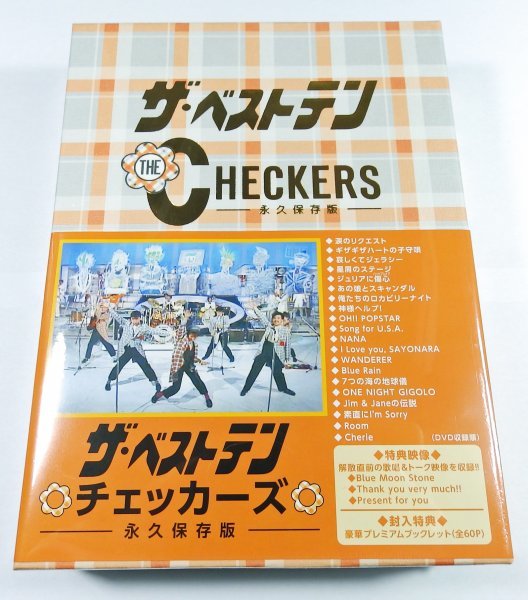 ザ・ベストテン
THE CHECKERS
永久保存版
◆涙のリクエスト
◆ギザギザハートの子守唄
◆哀しくてジェラシー
◆星屑のステージ
◆ジュリアに傷心
◆あの娘とスキャンダル
◆俺たちのロカビリーナイト
◆神様ヘルプ!
◆OH!! POPSTAR
◆Song for U.S.A.
◆NANA
◆I Love you, SAYONARA
◆WANDERER
◆Blue Rain
◆7つの海の地球儀
◆ONE NIGHT GIGOLO
◆Jim & Janeの伝説
◆素直にI'm Sorry
◆Room
◆Cherie (DVD収録順)
ザ・ベストテン
チェッカーズ
永久保存版
◆特典映像◆
解散直前の歌唱&トーク映像を収録!!
◆Blue Moon Stone
◆Thank you very much!!
◆Present for you
◆封入特典◆
豪華プレミアムブックレット(全60P)